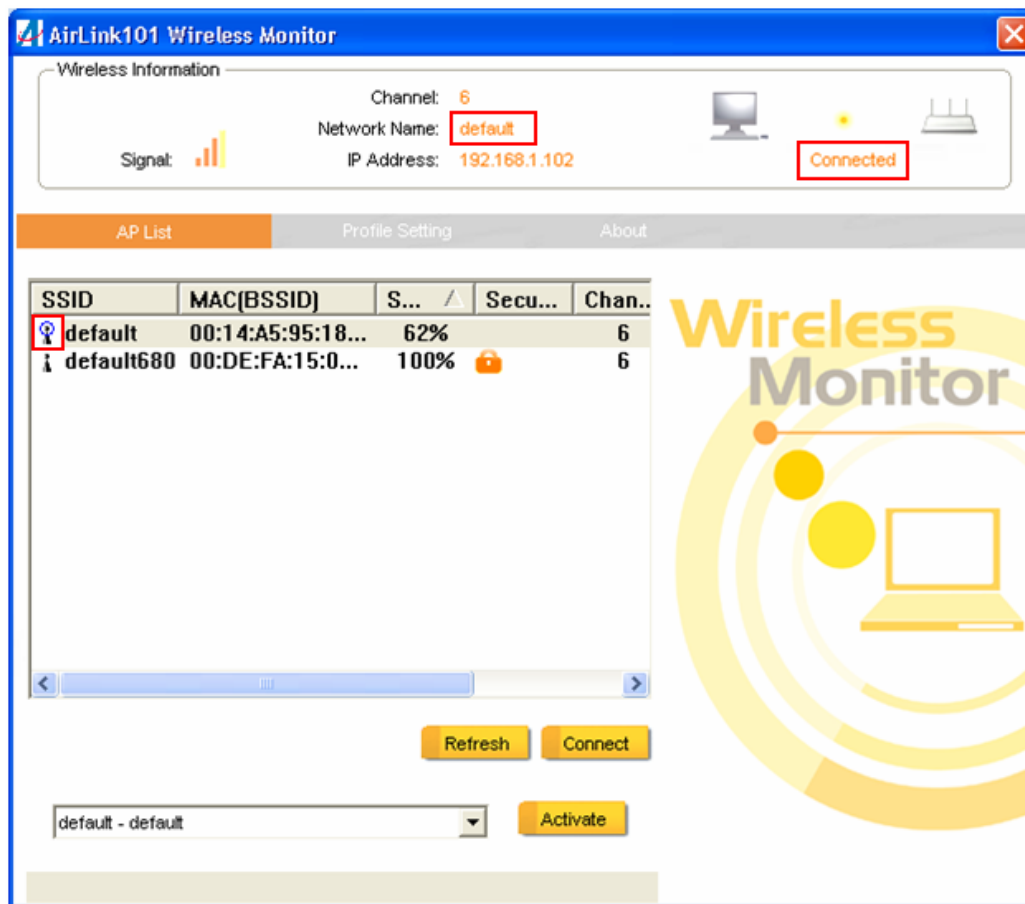 AirLink101 Wireless Monitor
Wireless Information
Channel: 6
Network Name: default
Signal: IP Address: 192.168.1.102 Connected
AP List Profile Setting About
SSID MAC(BSSID) S... Secu... Chan..
default 00:14:A5:95:18... 62% 6
default680 00:DE:FA:15:0... 100% 6
Wireless
Monitor
Refresh Connect
default - default Activate